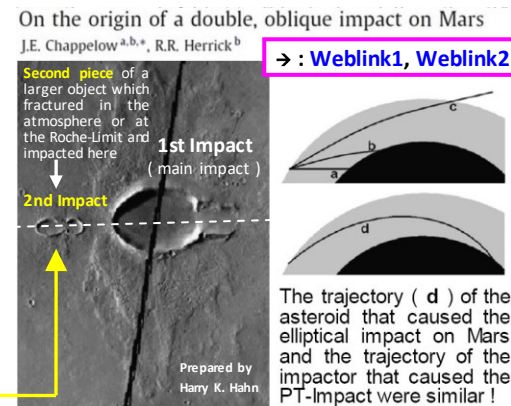 On the origin of a double, oblique impact on Mars
J.E. Chappelow a,b,*, R.R. Herrick b
→ : Weblink1, Weblink2
Second piece of a
larger object which
fractured in the
atmosphere or at
the Roche-Limit and
impacted here
1st Impact
( main impact )
2nd Impact
Prepared by
Harry K. Hahn
c
b
a
d
The trajectory ( d ) of the
asteroid that caused the
elliptical impact on Mars
and the trajectory of the
impactor that caused the
PT-Impact were similar !